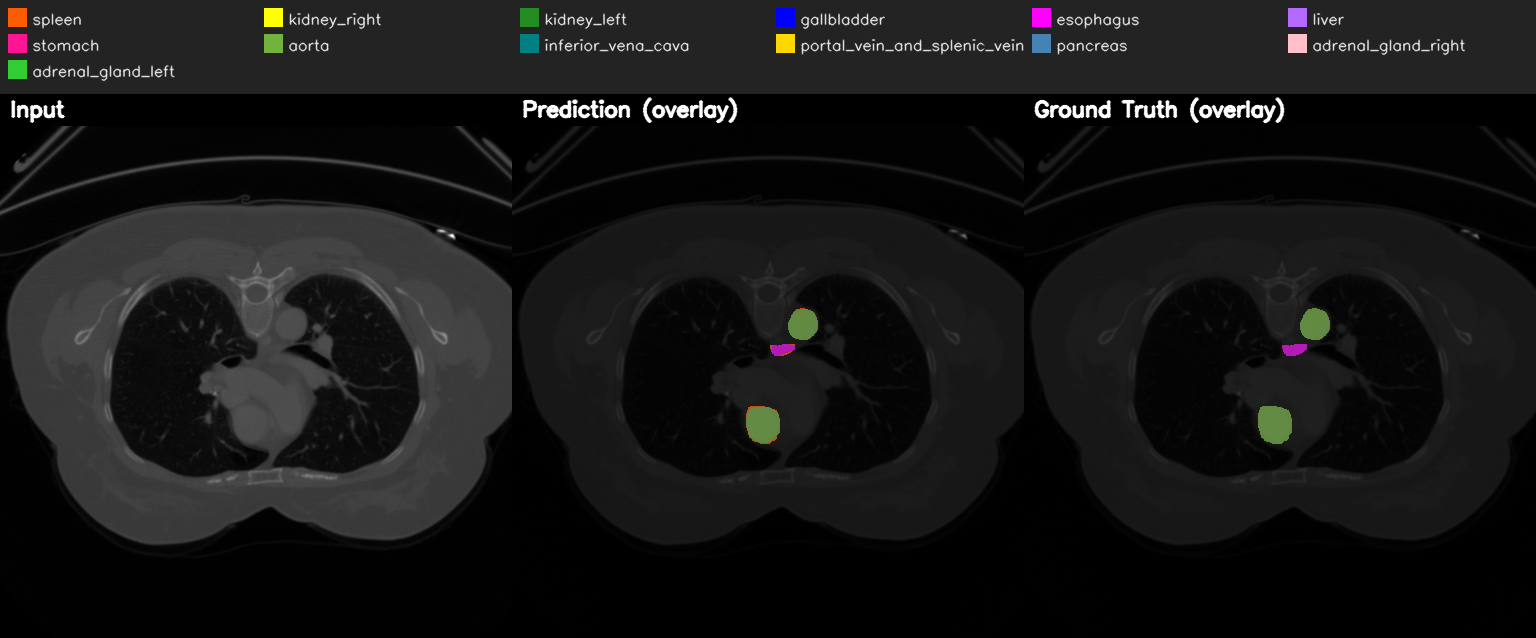 spleen kidney_right kidney_left gallbladder esophagus liver
stomach aorta inferior_vena_cava portal_vein_and_splenic_vein pancreas adrenal_gland_right
adrenal_gland_left
Input Prediction (overlay) Ground Truth (overlay)